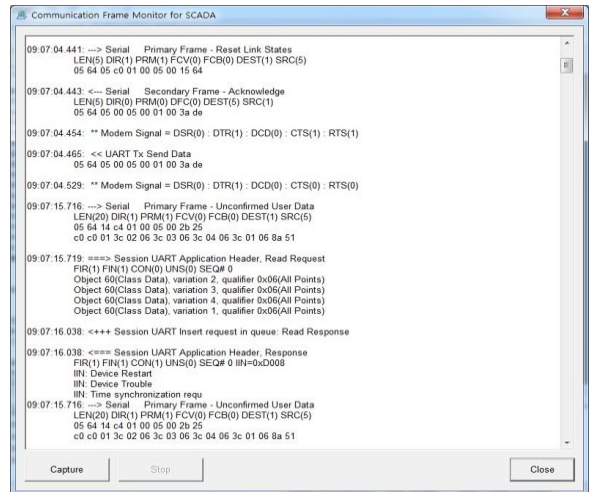 Communication Frame Monitor for SCADA
09:07:04.441: ---> Serial Primary Frame - Reset Link States
LEN(5) DIR(1) PRM(1) FCV(0) FCB(0) DEST(1) SRC(5)
05 64 05 c0 01 00 05 00 15 64
09:07:04.443: <--- Serial Secondary Frame - Acknowledge
LEN(5) DIR(0) PRM(0) DFC(0) DEST(5) SRC(1)
05 64 05 00 05 00 01 00 3a de
09:07:04.454: ** Modem Signal = DSR(0) : DTR(1) : DCD(0) : CTS(1) : RTS(1)
09:07:04.465: << UART Tx Send Data
05 64 05 00 05 00 01 00 3a de
09:07:04.529: ** Modem Signal = DSR(0) : DTR(1) : DCD(0) : CTS(0) : RTS(0)
09:07:15.716: ---> Serial Primary Frame - Unconfirmed User Data
LEN(20) DIR(1) PRM(1) FCV(0) FCB(0) DEST(1) SRC(5)
05 64 14 c4 01 00 05 00 2b 25
c0 c0 01 3c 02 06 3c 03 06 3c 04 06 3c 01 06 8a 51
09:07:15.719: ===> Session UART Application Header, Read Request
FIR(1) FIN(1) CON(0) UNS(0) SEQ# 0
Object 60(Class Data), variation 2, qualifier 0x06(All Points)
Object 60(Class Data), variation 3, qualifier 0x06(All Points)
Object 60(Class Data), variation 4, qualifier 0x06(All Points)
Object 60(Class Data), variation 1, qualifier 0x06(All Points)
09:07:16.038: <+++ Session UART Insert request in queue: Read Response
09:07:16.038: <=== Session UART Application Header, Response
FIR(1) FIN(1) CON(0) UNS(0) SEQ# 0 IIN=0xD008
IIN: Device Restart
IIN: Device Trouble
IIN: Time synchronization requ
09:07:15.716: ---> Serial Primary Frame - Unconfirmed User Data
LEN(20) DIR(1) PRM(1) FCV(0) FCB(0) DEST(1) SRC(5)
05 64 14 c4 01 00 05 00 2b 25
c0 c0 01 3c 02 06 3c 03 06 3c 04 06 3c 01 06 8a 51
Capture Stop Close